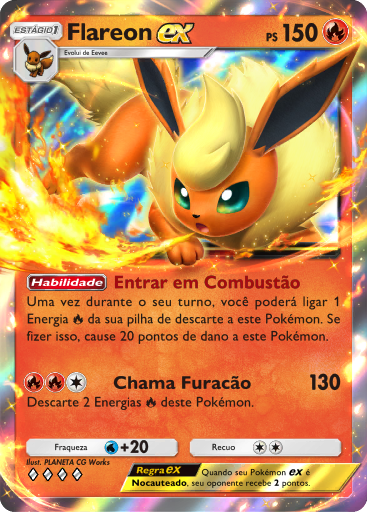 ESTÁGIO 1 Flareon ex PS 150
Evolui de Eevee
Habilidade Entrar em Combustão
Uma vez durante o seu turno, você poderá ligar 1
Energia da sua pilha de descarte a este Pokémon. Se
fizer isso, cause 20 pontos de dano a este Pokémon.
Chama Furacão 130
Descarte 2 Energias deste Pokémon.
Fraqueza +20 Recuo
Ilust. PLANETA CG Works
Regra ex Quando seu Pokémon ex é
Nocauteado, seu oponente recebe 2 pontos.